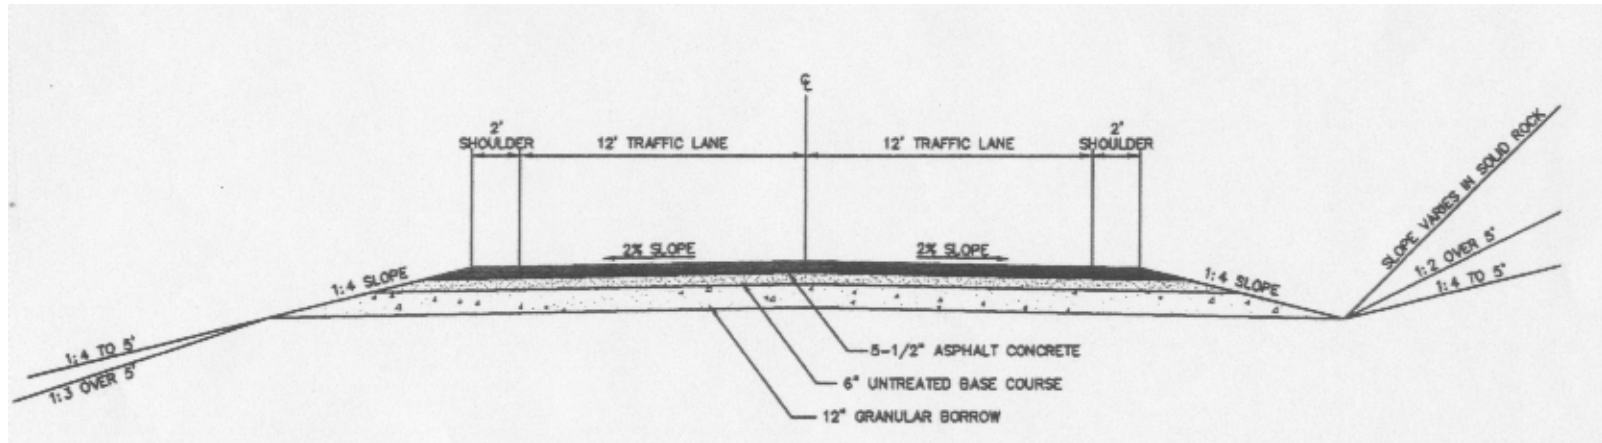 ℄
2'
SHOULDER
12' TRAFFIC LANE
12' TRAFFIC LANE
2'
SHOULDER
SLOPE VARIES IN SOLID ROCK
2% SLOPE
2% SLOPE
1:4 SLOPE
1:4 SLOPE
1:2 OVER 5'
1:4 TO 5'
1:4 TO 5'
1:3 OVER 5'
5-1/2" ASPHALT CONCRETE
6" UNTREATED BASE COURSE
12" GRANULAR BORROW